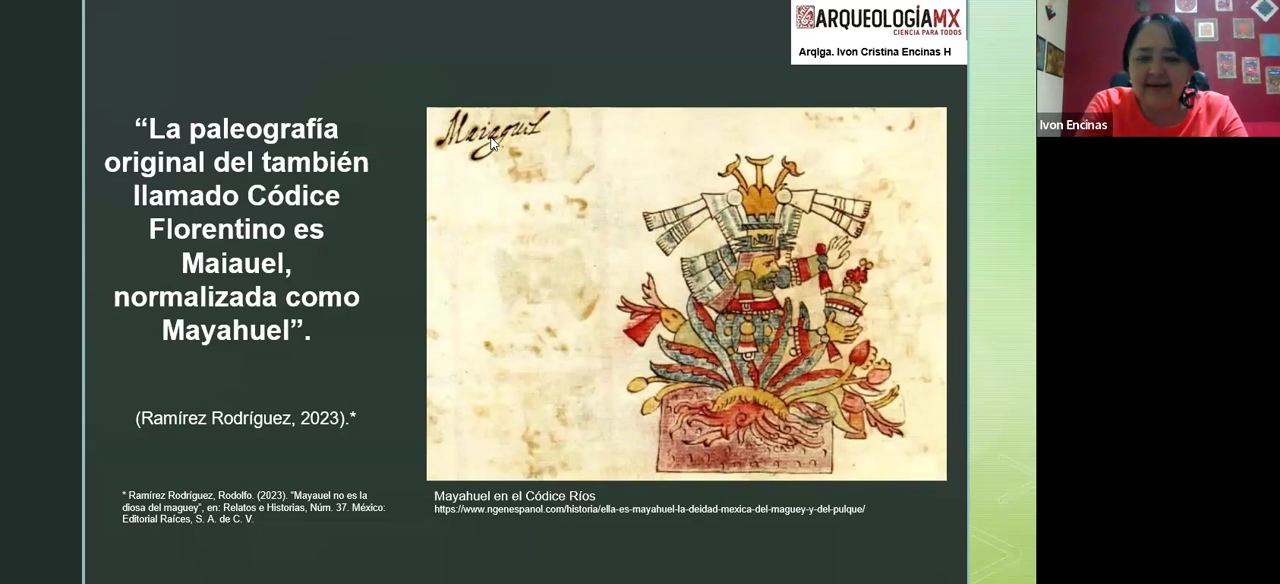 ARQUEOLOGÍAMX
CIENCIA PARA TODOS
Arqlga. Ivon Cristina Encinas H
Ivon Encinas
“La paleografía
original del también
llamado Códice
Florentino es
Maiauel,
normalizada como
Mayahuel”.
(Ramírez Rodríguez, 2023).*
* Ramírez Rodríguez, Rodolfo. (2023). “Mayauel no es la
diosa del maguey”, en: Relatos e Historias, Núm. 37. México:
Editorial Raíces, S. A. de C. V.
Mayahuel en el Códice Ríos
https://www.ngenespanol.com/historia/ella-es-mayahuel-la-deidad-mexica-del-maguey-y-del-pulque/